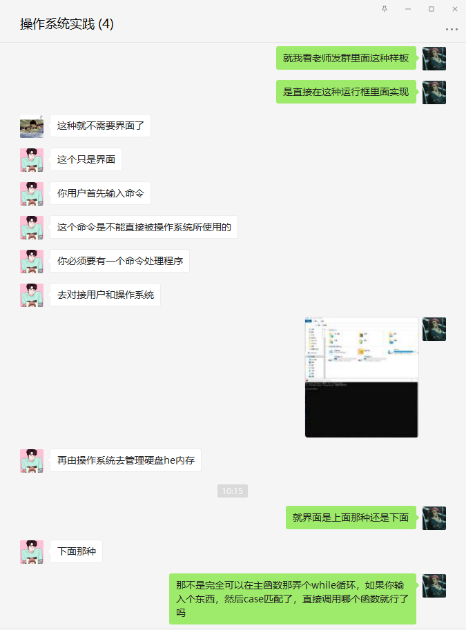 操作系统实践 (4)
就我看老师发群里面这种样板
是直接在这种运行框里面实现
这种就不需要界面了
这个只是界面
你用户首先输入命令
这个命令是不能直接被操作系统所使用的
你必须要有一个命令处理程序
去对接用户和操作系统
再由操作系统去管理硬盘he内存
10:15
就界面是上面那种还是下面
下面那种
那不是完全可以在主函数那弄个while循环，如果你输
入个东西，然后case匹配了，直接调用哪个函数就行了
吗